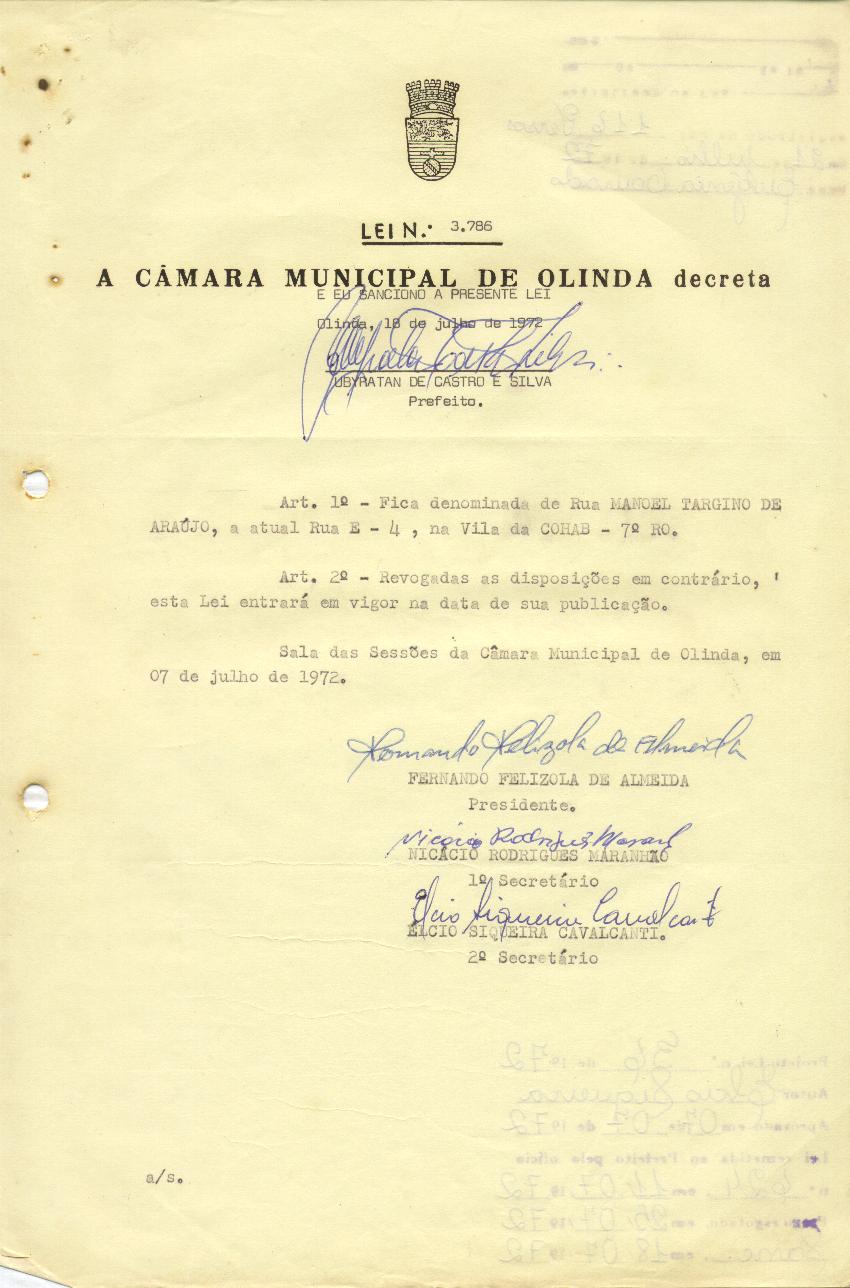 LEI N.º 3.786
A CÂMARA MUNICIPAL DE OLINDA decreta
E EU SANCIONO A PRESENTE LEI
Olinda, 18 de julho de 1972
UBYRATAN DE CASTRO E SILVA
Prefeito.
Art. 1º - Fica denominada de Rua MANOEL TARGINO DE
ARAÚJO, a atual Rua E - 4 , na Vila da COHAB - 7º RO.
Art. 2º - Revogadas as disposições em contrário, '
esta Lei entrará em vigor na data de sua publicação.
Sala das Sessões da Câmara Municipal de Olinda, em
07 de julho de 1972.
Fernando Felizola de Almeida
FERNANDO FELIZOLA DE ALMEIDA
Presidente.
Nicácio Rodrigues
NICÁCIO RODRIGUES MARANHÃO
1º Secretário
Élcio Siqueira Cavalcanti
ÉLCIO SIQUEIRA CAVALCANTI.
2º Secretário
a/s.